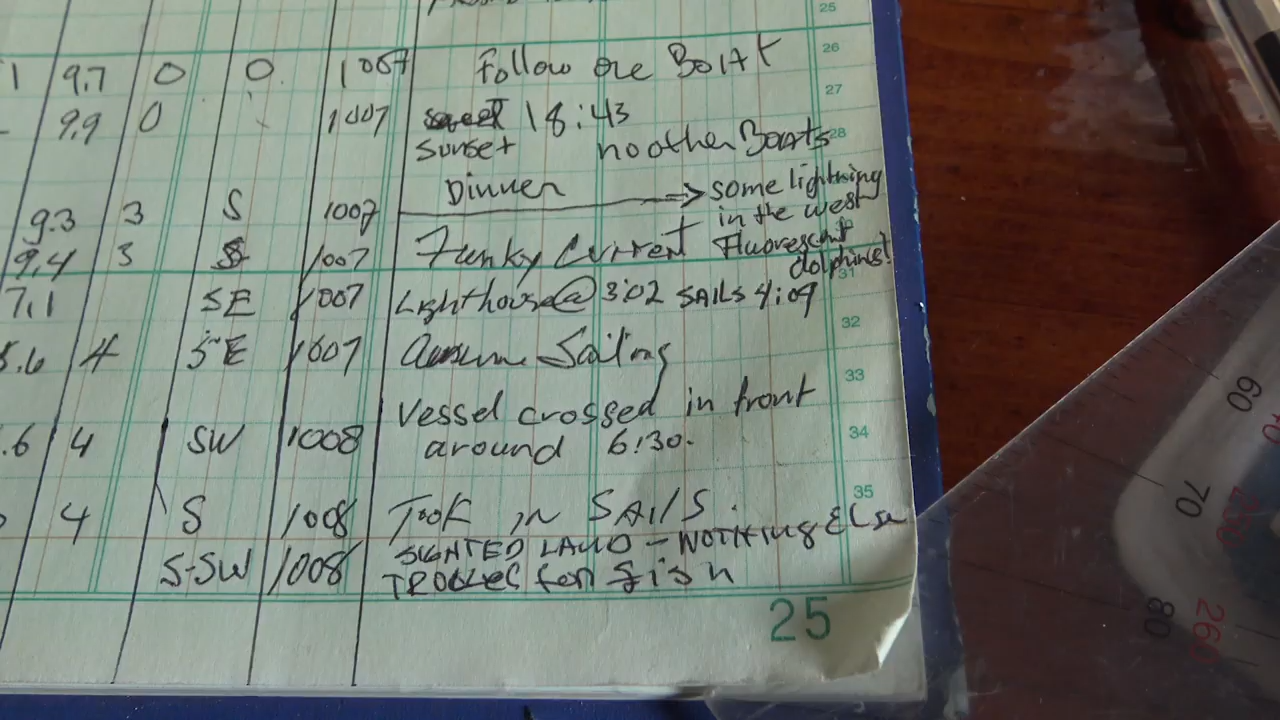 25
1 9.7 0 0 1007 Follow one BoAt 26
9.9 0 1007 18:43 27
sunset no other Boats 28
Dinner → some lightning
9.3 3 S 1007 in the west
9.4 3 S 1007 Funky Current Fluorescent
dolphins! 31
7.1 SE 1007 Lighthouse @ 3:02 SAILS 4:09
32
5.6 4 SE 1007 Awsume Sailing
33
Vessel crossed in front
.6 4 SW 1008 around 6:30. 34
35
4 S 1008 Took in SAilS.
SIGHTED LAND - NOTHING ELse
S-SW 1008 TROLLEC for fish
25
60
70
80 260